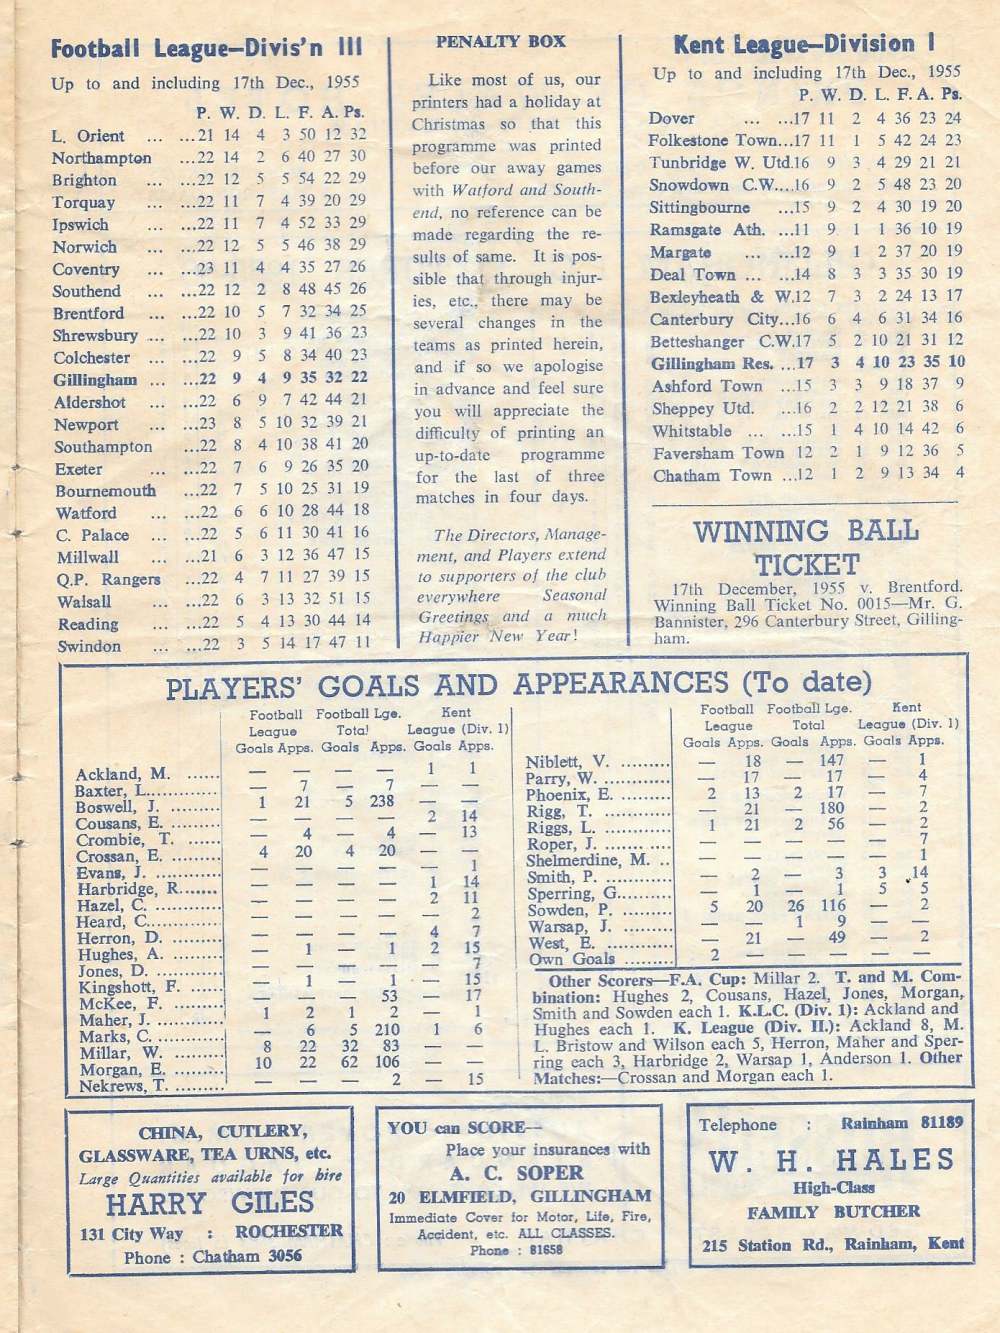 Football League—Divis'n III
Up to and including 17th Dec., 1955
P. W. D. L. F. A. Ps.
L. Orient ... ...21 14 4 3 50 12 32
Northampton ...22 14 2 6 40 27 30
Brighton ... ...22 12 5 5 54 22 29
Torquay ... ...22 11 7 4 39 20 29
Ipswich ... ...22 11 7 4 52 33 29
Norwich ... ...22 12 5 5 46 38 29
Coventry ... ...23 11 4 4 35 27 26
Southend ... ...22 12 2 8 48 45 26
Brentford ... ...22 10 5 7 32 34 25
Shrewsbury ... ...22 10 3 9 41 36 23
Colchester ... ...22 9 5 8 34 40 23
Gillingham ... ...22 9 4 9 35 32 22
Aldershot ... ...22 6 9 7 42 44 21
Newport ... ...23 8 5 10 32 39 21
Southampton ...22 8 4 10 38 41 20
Exeter ... ...22 7 6 9 26 35 20
Bournemouth ...22 7 5 10 25 31 19
Watford ... ...22 6 6 10 28 44 18
C. Palace ... ...22 5 6 11 30 41 16
Millwall ... ...21 6 3 12 36 47 15
Q.P. Rangers ...22 4 7 11 27 39 15
Walsall ... ...22 6 3 13 32 51 15
Reading ... ...22 5 4 13 30 44 14
Swindon ... ...22 3 5 14 17 47 11
PENALTY BOX
Like most of us, our
printers had a holiday at
Christmas so that this
programme was printed
before our away games
with Watford and South-
end, no reference can be
made regarding the re-
sults of same. It is pos-
sible that through injur-
ies, etc., there may be
several changes in the
teams as printed herein,
and if so we apologise
in advance and feel sure
you will appreciate the
difficulty of printing an
up-to-date programme
for the last of three
matches in four days.
The Directors, Manage-
ment, and Players extend
to supporters of the club
everywhere Seasonal
Greetings and a much
Happier New Year!
Kent League—Division I
Up to and including 17th Dec., 1955
P. W. D. L. F. A. Ps.
Dover ... ...17 11 2 4 36 23 24
Folkestone Town...17 11 1 5 42 24 23
Tunbridge W. Utd.16 9 3 4 29 21 21
Snowdown C.W....16 9 2 5 48 23 20
Sittingbourne ...15 9 2 4 30 19 20
Ramsgate Ath. ...11 9 1 1 36 10 19
Margate ... ...12 9 1 2 37 20 19
Deal Town ... ...14 8 3 3 35 30 19
Bexleyheath & W.12 7 3 2 24 13 17
Canterbury City...16 6 4 6 31 34 16
Betteshanger C.W.17 5 2 10 21 31 12
Gillingham Res. ...17 3 4 10 23 35 10
Ashford Town ...15 3 3 9 18 37 9
Sheppey Utd. ...16 2 2 12 21 38 6
Whitstable ... ...15 1 4 10 14 42 6
Faversham Town 12 2 1 9 12 36 5
Chatham Town ...12 1 2 9 13 34 4
WINNING BALL
TICKET
17th December, 1955 v. Brentford.
Winning Ball Ticket No. 0015—Mr. G.
Bannister, 296 Canterbury Street, Gilling-
ham.
PLAYERS' GOALS AND APPEARANCES (To date)
Football Football Lge. Kent
League Total League (Div. 1)
Goals Apps. Goals Apps. Goals Apps.
Ackland, M. ...... — — — — 1 1
Baxter, L............. — 7 — 7 — —
Boswell, J. ......... 1 21 5 238 — —
Cousans, E. ......... — — — — 2 14
Crombie, T. ...... — 4 — 4 — 13
Crossan, E. ......... 4 20 4 20 — —
Evans, J. ............ — — — — — 1
Harbridge, R....... — — — — 1 14
Hazel, C. ............ — — — — 2 11
Heard, C............. — — — — — 2
Herron, D. ......... — — — — 4 7
Hughes, A. ......... — 1 — 1 2 15
Jones, D. ............ — — — — — 7
Kingshott, F. ...... — 1 — 1 — 15
McKee, F. ......... — — — 53 — 17
Maher, J. ............ 1 2 1 2 — 1
Marks, C. ............ — 6 5 210 1 6
Millar, W. ......... 8 22 32 83 — —
Morgan, E. ......... 10 22 62 106 — —
Nekrews, T. ......... — — — 2 — 15
Football Football Lge. Kent
League Total League (Div. 1)
Goals Apps. Goals Apps. Goals Apps.
Niblett, V. ......... — 18 — 147 — 1
Parry, W. ............ — 17 — 17 — 4
Phoenix, E. ......... 2 13 2 17 — 7
Rigg, T. ............ — 21 — 180 — 2
Riggs, L. ............ 1 21 2 56 — 2
Roper, J. ............ — — — — — 7
Shelmerdine, M. .. — — — — — 1
Smith, P. ............ — 2 — 3 3 14
Sperring, G.......... — 1 — 1 5 5
Sowden, P. ......... 5 20 26 116 — 2
Warsap, J. ......... — — 1 9 — —
West, E. ............ — 21 — 49 — 2
Own Goals ......... 2 — — — — —
Other Scorers—F.A. Cup: Millar 2. T. and M. Com-
bination: Hughes 2, Cousans, Hazel, Jones, Morgan,
Smith and Sowden each 1. K.L.C. (Div. 1): Ackland and
Hughes each 1. K. League (Div. II.): Ackland 8, M.
L. Bristow and Wilson each 5, Herron, Maher and Sper-
ring each 3, Harbridge 2, Warsap 1, Anderson 1. Other
Matches:—Crossan and Morgan each 1.
CHINA, CUTLERY,
GLASSWARE, TEA URNS, etc.
Large Quantities available for hire
HARRY GILES
131 City Way : ROCHESTER
Phone : Chatham 3056
YOU can SCORE—
Place your insurances with
A. C. SOPER
20 ELMFIELD, GILLINGHAM
Immediate Cover for Motor, Life, Fire,
Accident, etc. ALL CLASSES.
Phone : 81658
Telephone : Rainham 81189
W. H. HALES
High-Class
FAMILY BUTCHER
215 Station Rd., Rainham, Kent